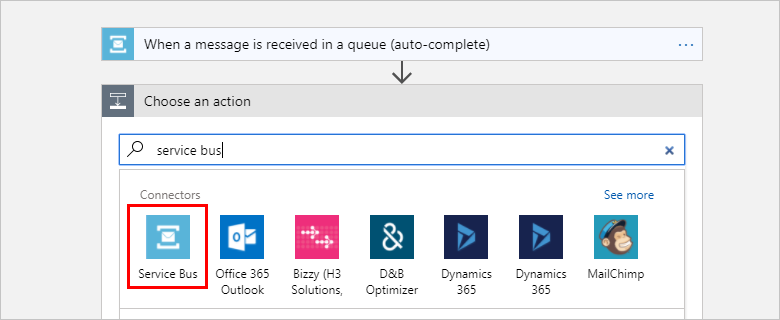 When a message is received in a queue (auto-complete)
...
Choose an action
service bus
Connectors
See more
Service Bus
Office 365
Outlook
Bizzy (H3
Solutions,
D&B
Optimizer
Dynamics
365
Dynamics
365
MailChimp